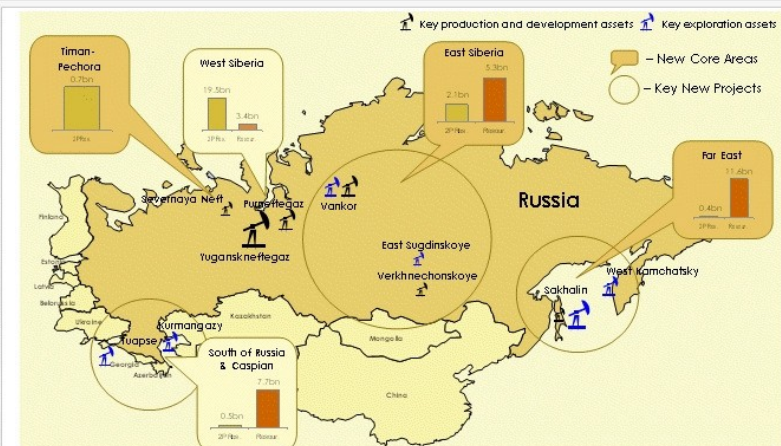 Key production and development assets
Key exploration assets
– New Core Areas
– Key New Projects
Timan-
Pechora
0.7bn
West Siberia
19.5bn
3.4bn
East Siberia
2.1bn
5.3bn
Far East
0.4bn
11.6bn
Russia
Severnaya Neft
Purneftegaz
Vankor
Yuganskneftegaz
East Sugdinskoye
Verkhnechonskoye
West Kamchatsky
Sakhalin
Finland
Latvia
Ukraine
Kurmangazy
Tuapse
Georgia
Kazakhstan
Mongolia
China
South of Russia
& Caspian
0.5bn
7.7bn